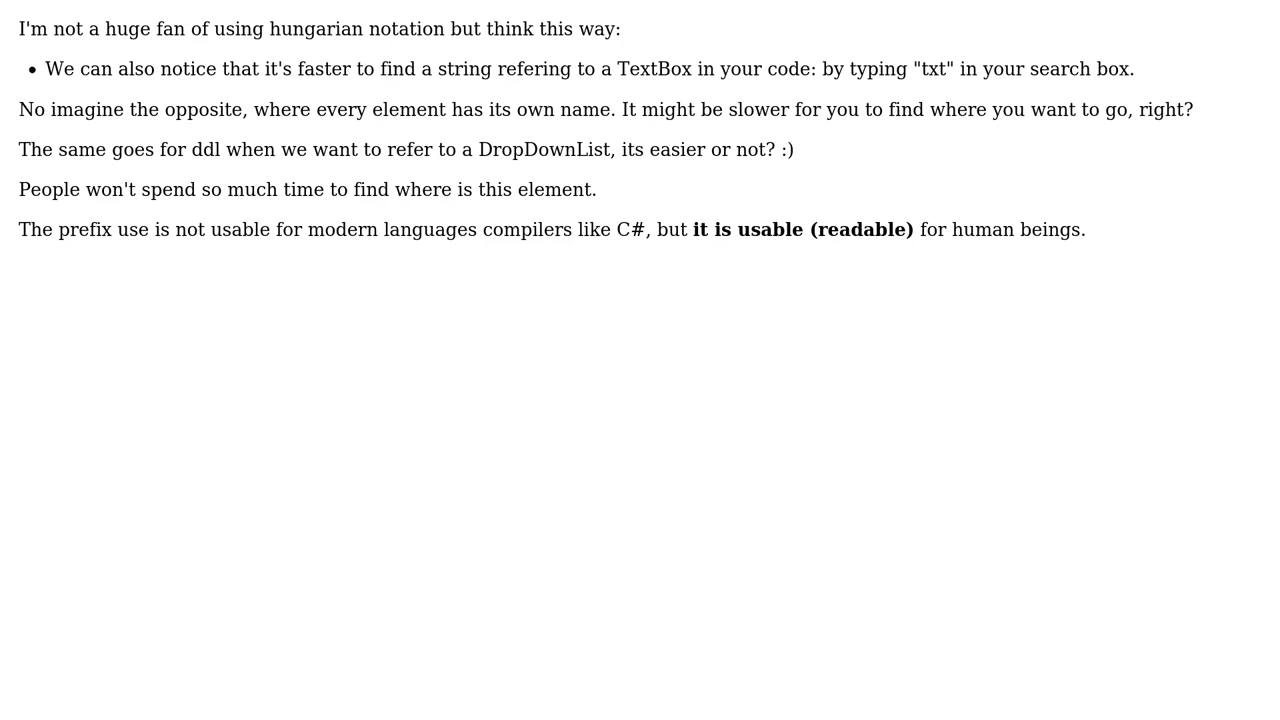 I'm not a huge fan of using hungarian notation but think this way:
• We can also notice that it's faster to find a string refering to a TextBox in your code: by typing "txt" in your search box.
No imagine the opposite, where every element has its own name. It might be slower for you to find where you want to go, right?
The same goes for ddl when we want to refer to a DropDownList, its easier or not? :)
People won't spend so much time to find where is this element.
The prefix use is not usable for modern languages compilers like C#, but it is usable (readable) for human beings.